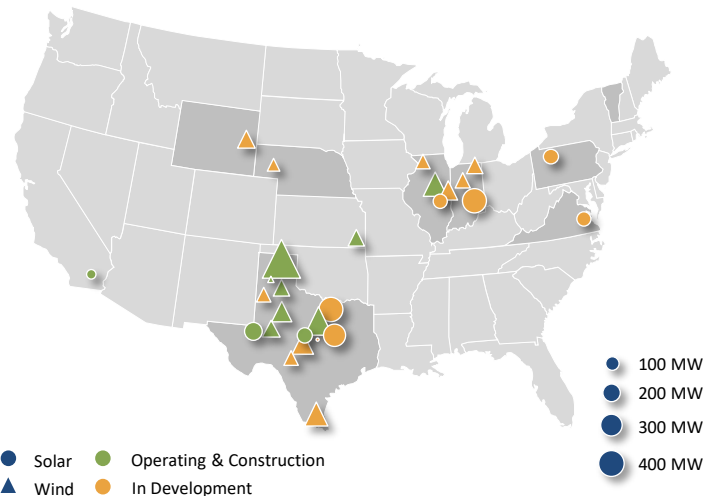 100 MW
200 MW
300 MW
400 MW
Solar Operating & Construction
Wind In Development